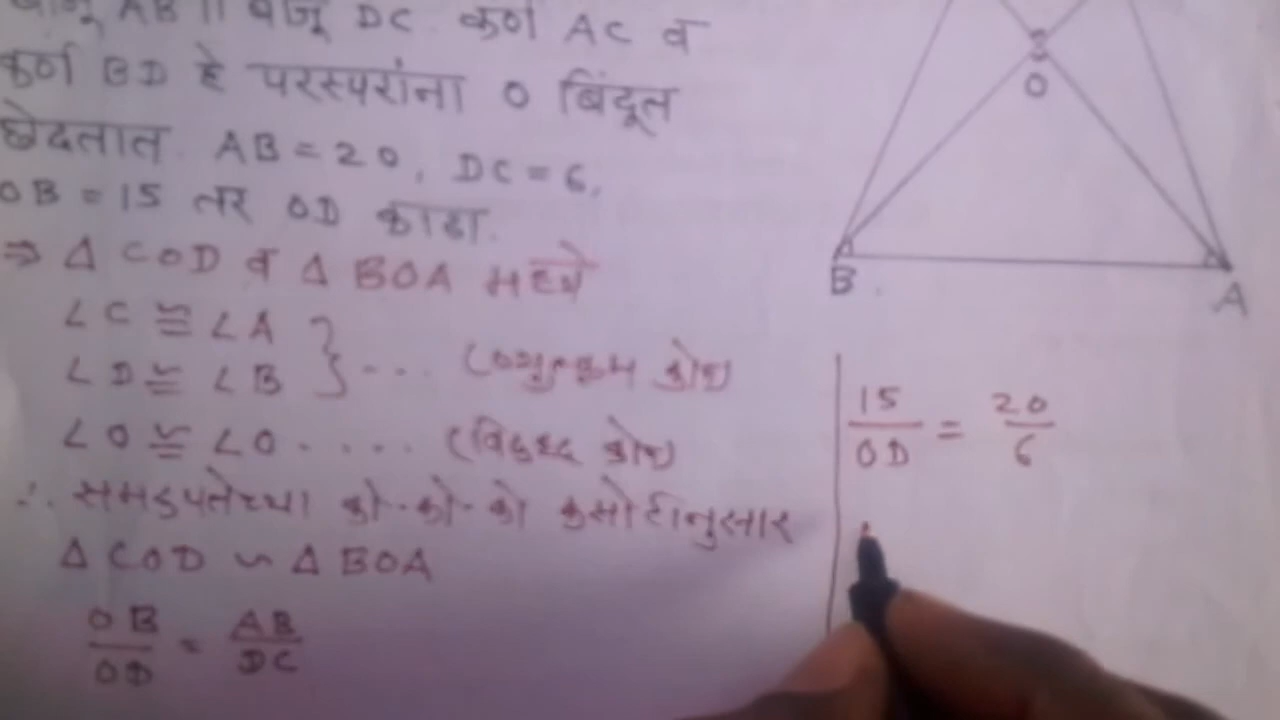 बाजू AB || बाजू DC. कर्ण AC व
कर्ण BD हे परस्परांना O बिंदूत
छेदतात. AB = 20, DC = 6,
OB = 15 तर OD काढा.
⇒ Δ COD व Δ BOA मध्ये
∠C ≅ ∠A
∠D ≅ ∠B } ... (व्युत्क्रम कोन)
∠O ≅ ∠O .... (विरुद्ध कोन)
∴ समरूपतेच्या को-को-को कसोटीनुसार
Δ COD ~ Δ BOA
OB/OD = AB/DC
O
B
A
15/OD = 20/6